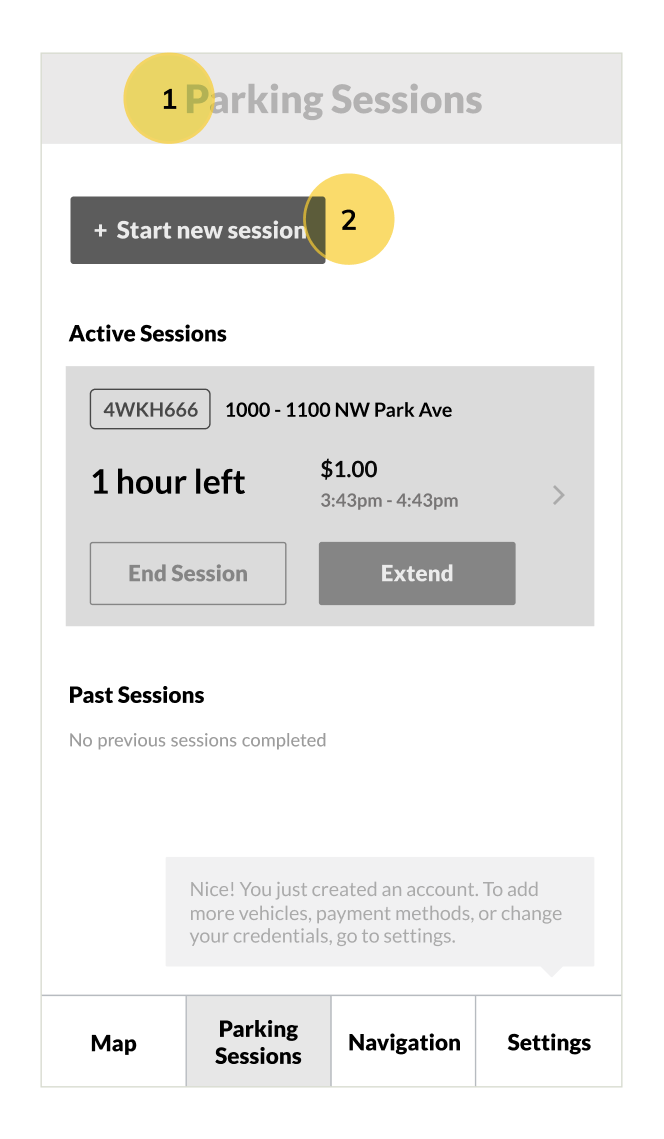 1 Parking Sessions
+ Start new session 2
Active Sessions
4WKH666 1000 - 1100 NW Park Ave
1 hour left
$1.00
3:43pm - 4:43pm
End Session Extend
Past Sessions
No previous sessions completed
Nice! You just created an account. To add
more vehicles, payment methods, or change
your credentials, go to settings.
Map
Parking
Sessions
Navigation
Settings